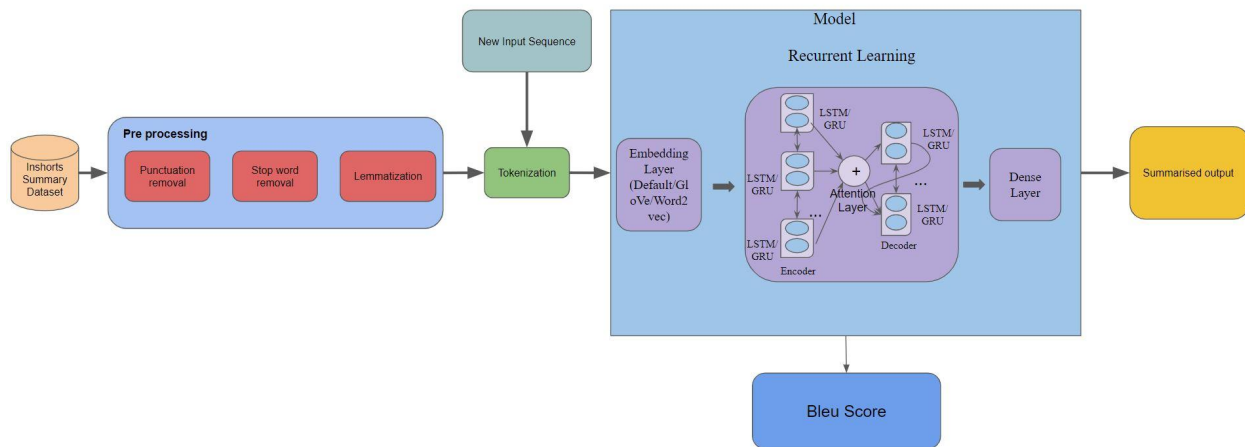 Inshorts
Summary
Dataset
Pre processing
Punctuation
removal
Stop word
removal
Lemmatization
New Input Sequence
Tokenization
Model
Recurrent Learning
Embedding
Layer
(Default/Gl
oVe/Word2
vec)
LSTM/
GRU
LSTM/
GRU
...
LSTM/
GRU
Encoder
+
Attention
Layer
LSTM/
GRU
...
LSTM/
GRU
Decoder
Dense
Layer
Summarised output
Bleu Score